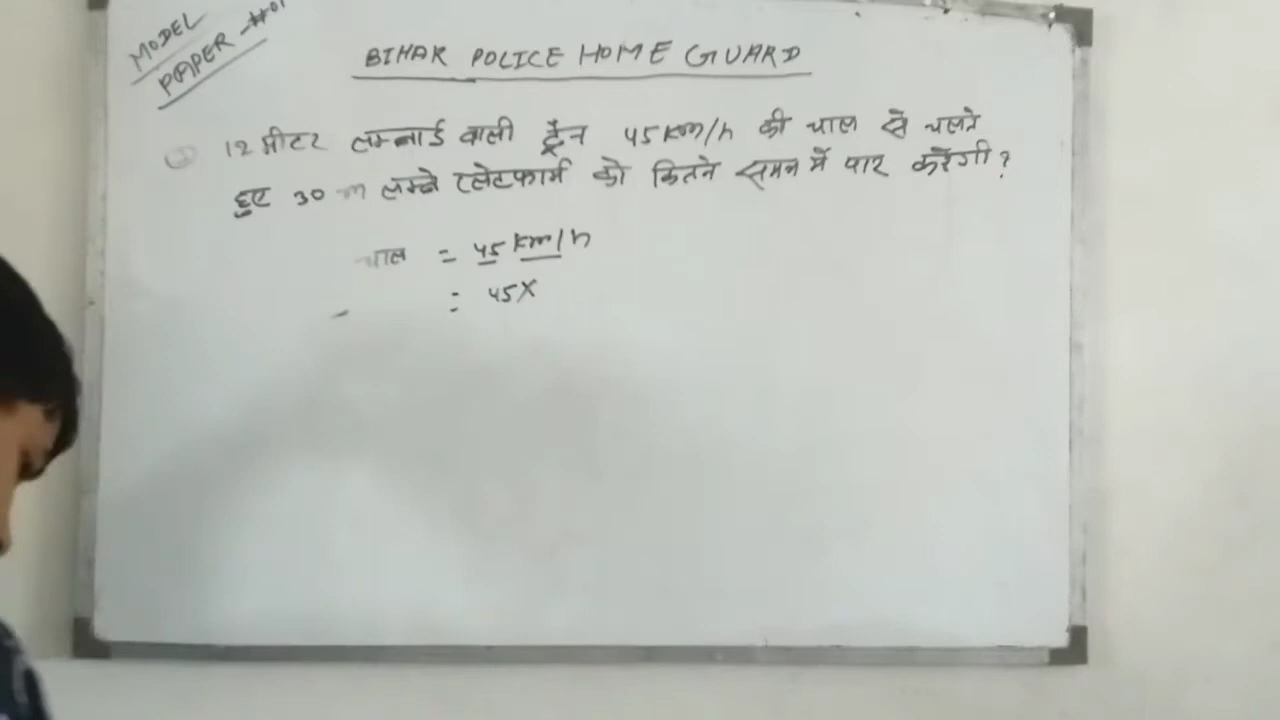 MODEL
PAPER-#01
BIHAR POLICE HOME GUARD
12 मीटर लम्बाई वाली ट्रैन 45 km/h की चाल से चलते
हुए 30 m लम्बे प्लेटफार्म को कितने समय में पार करेगी?
चाल = 45 km/h
= 45X